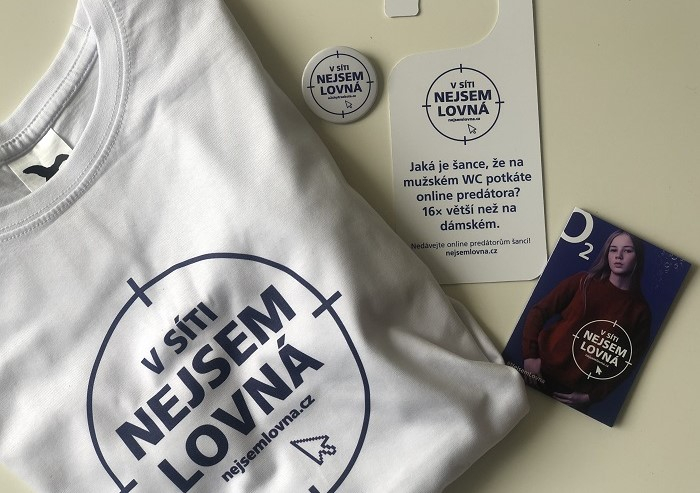 V SÍTI
NEJSEM
LOVNÁ
nejsemlovna.cz
V SÍTI
NEJSEM
LOVNÁ
nejsemlovna.cz
Jaká je šance, že na
mužském WC potkáte
online predátora?
16× větší než na
dámském.
Nedávejte online predátorům šanci!
nejsemlovna.cz
O2
V SÍTI
NEJSEM
LOVNÁ
V SÍTI
NEJSEM
LOVNÁ
nejsemlovna.cz